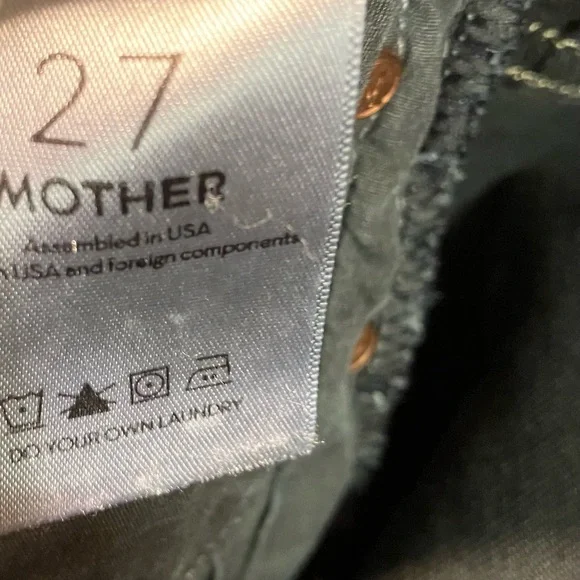 27
MOTHER
Assembled in USA
USA and foreign components
DO YOUR OWN LAUNDRY